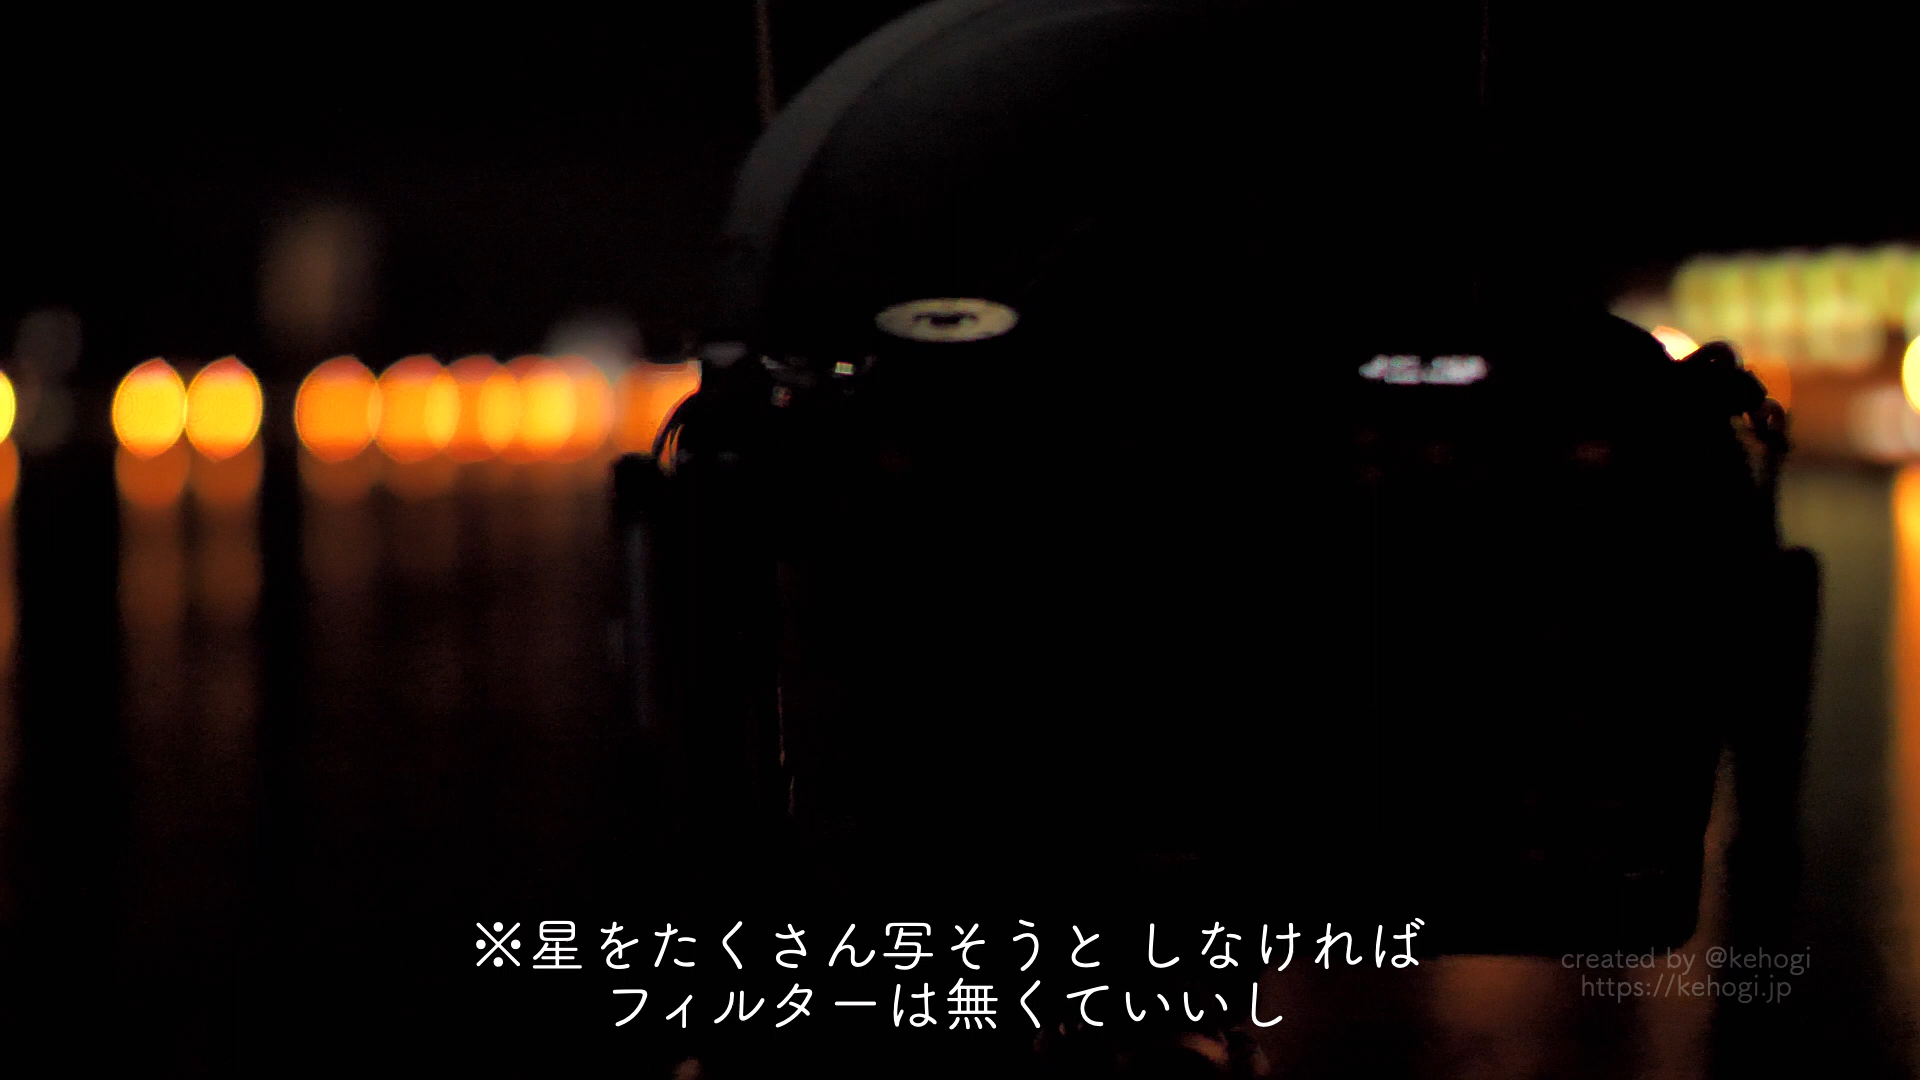 ※星をたくさん写そうと しなければ
フィルターは無くていいし
created by @kehogi
https://kehogi.jp